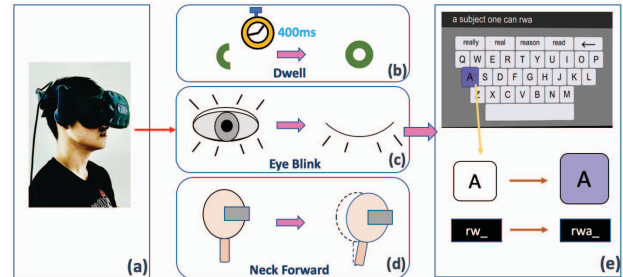 (a)
400ms
(b)
Dwell
(c)
Eye Blink
(d)
Neck Forward
a subject one can rwa
really real reason read ←
Q W E R T Y U I O P
A S D F G H J K L
Z X C V B N M
A A
rw_ rwa_
(e)